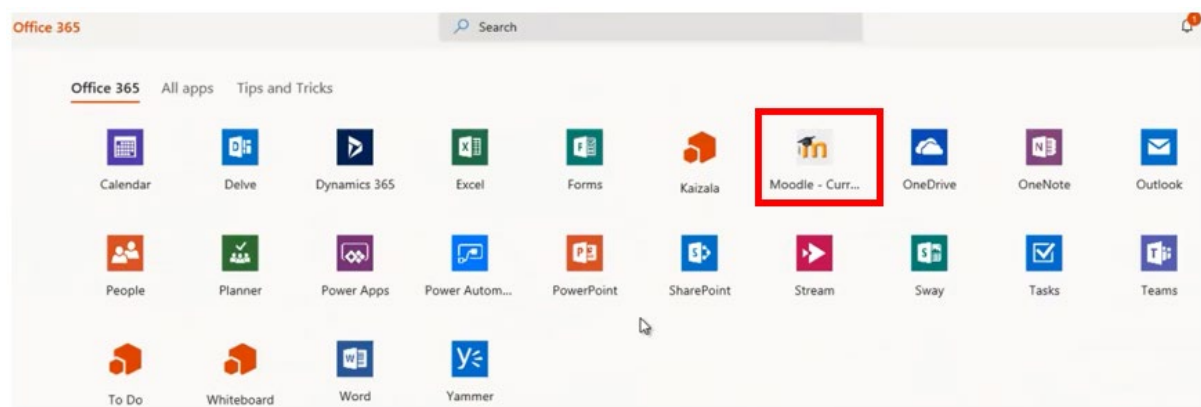 Office 365 Search 1
Office 365 All apps Tips and Tricks
Calendar Delve Dynamics 365 Excel Forms Kaizala Moodle - Curr... OneDrive OneNote Outlook
People Planner Power Apps Power Autom... PowerPoint SharePoint Stream Sway Tasks Teams
To Do Whiteboard Word Yammer